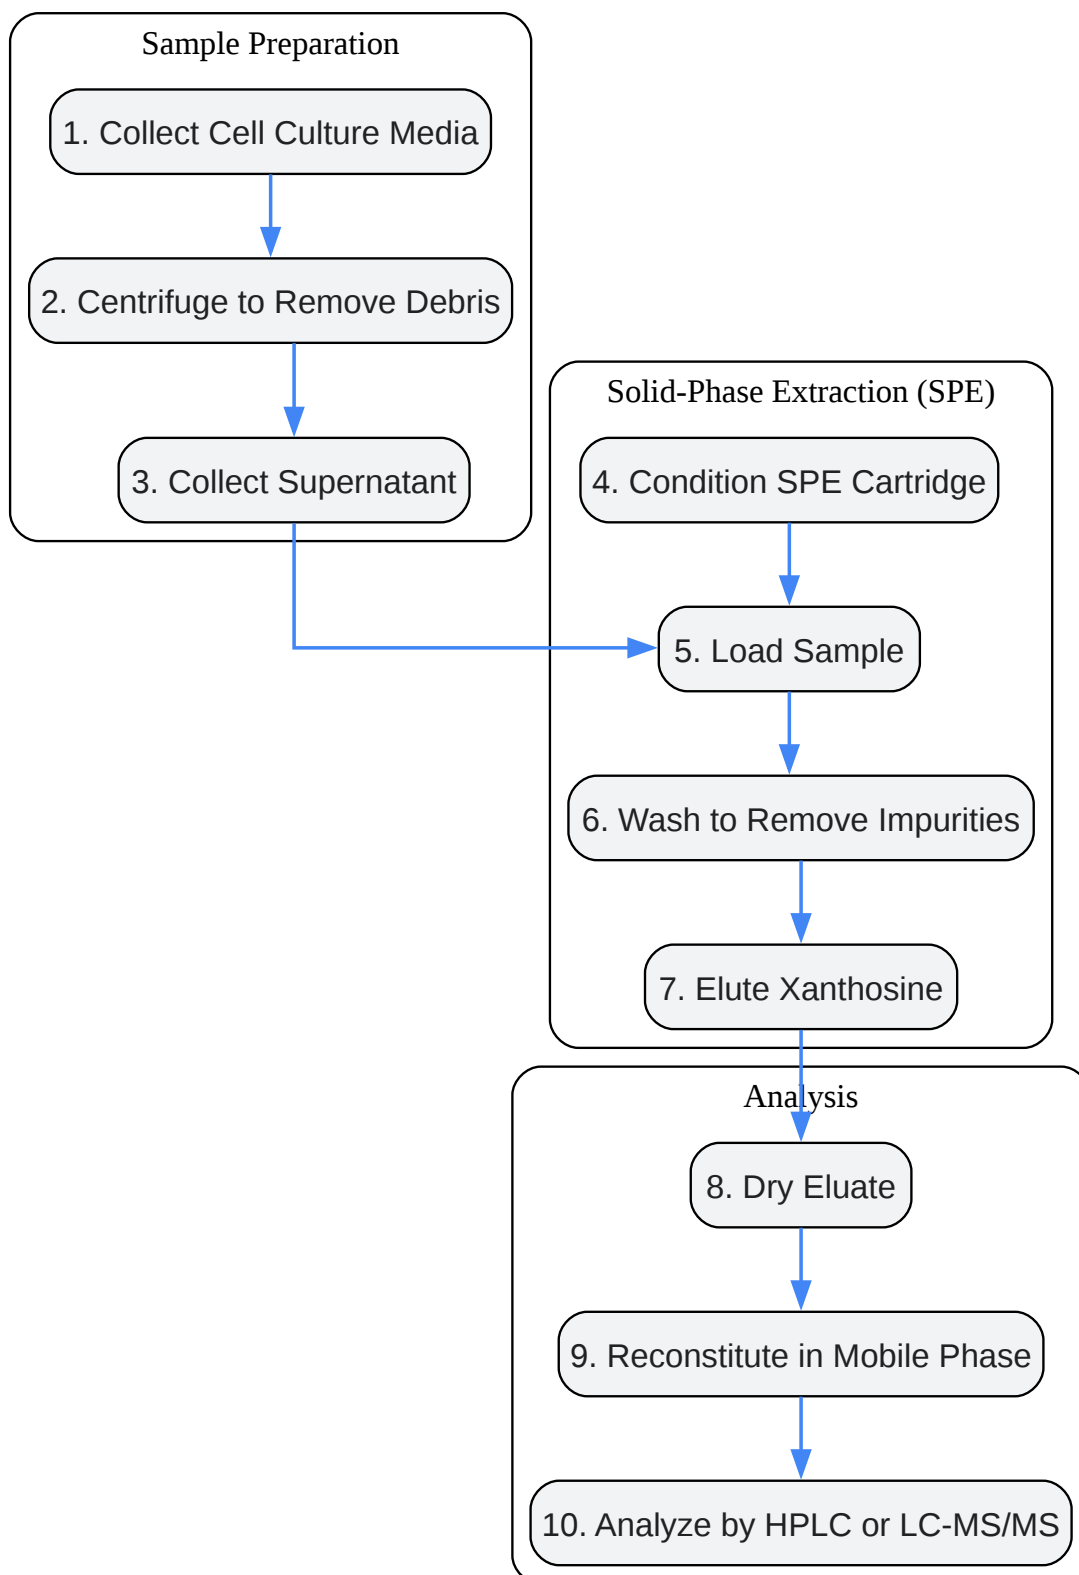 Sample Preparation
1. Collect Cell Culture Media
2. Centrifuge to Remove Debris
3. Collect Supernatant
Solid-Phase Extraction (SPE)
4. Condition SPE Cartridge
5. Load Sample
6. Wash to Remove Impurities
7. Elute Xanthosine
Analysis
8. Dry Eluate
9. Reconstitute in Mobile Phase
10. Analyze by HPLC or LC-MS/MS